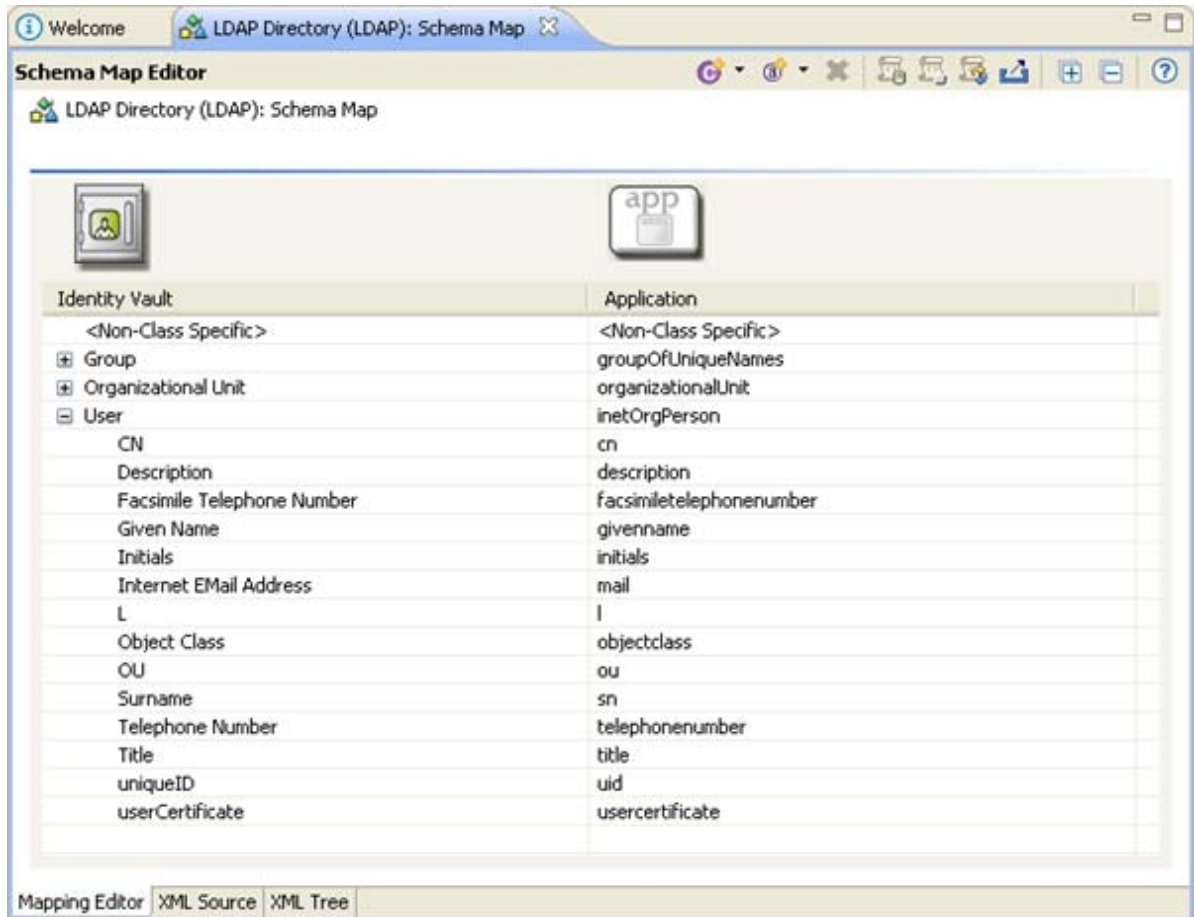 Welcome LDAP Directory (LDAP): Schema Map
Schema Map Editor
LDAP Directory (LDAP): Schema Map
app
Identity Vault Application
<Non-Class Specific> <Non-Class Specific>
Group groupOfUniqueNames
Organizational Unit organizationalUnit
User inetOrgPerson
CN cn
Description description
Facsimile Telephone Number facsimiletelephonenumber
Given Name givenname
Initials initials
Internet EMail Address mail
L l
Object Class objectclass
OU ou
Surname sn
Telephone Number telephonenumber
Title title
uniqueID uid
userCertificate usercertificate
Mapping Editor XML Source XML Tree